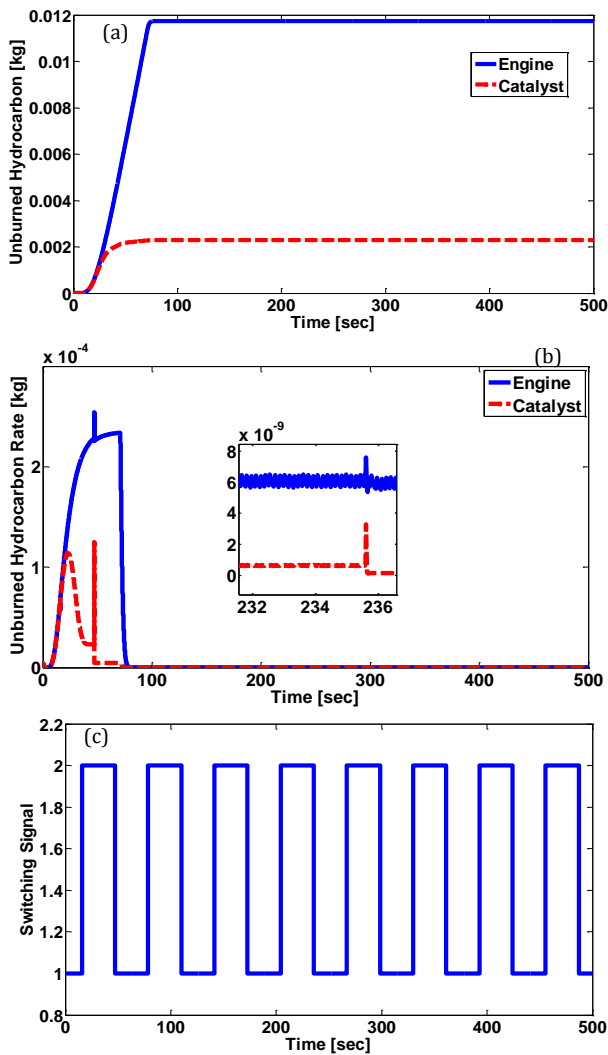 (a)
Unburned Hydrocarbon [kg]
0.012
0.01
0.008
0.006
0.004
0.002
0
Engine
Catalyst
0 100 200 300 400 500
Time [sec]
(b)
x 10-4
Unburned Hydrocarbon Rate [kg]
2
1
0
Engine
Catalyst
x 10-9
8
6
4
2
0
232 234 236
0 100 200 300 400 500
Time [sec]
(c)
Switching Signal
2.2
2
1.8
1.6
1.4
1.2
1
0.8
0 100 200 300 400 500
Time [sec]